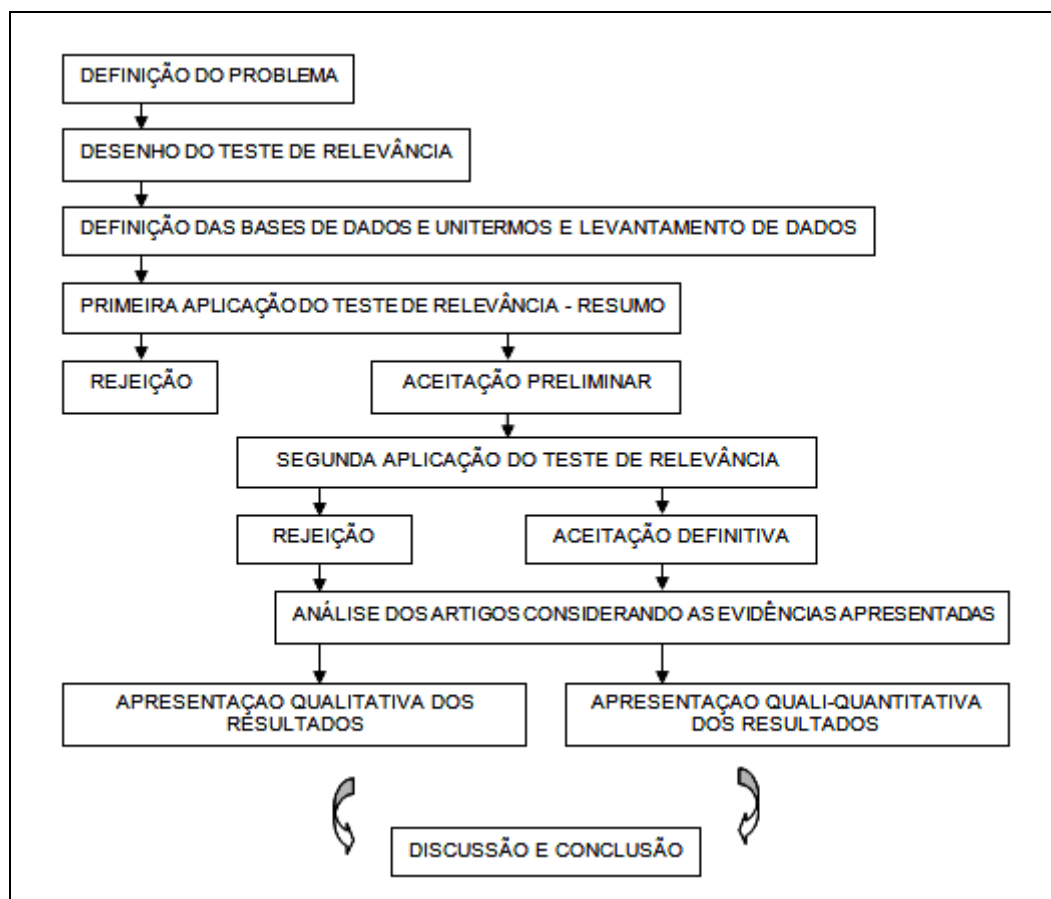 DEFINIÇÃO DO PROBLEMA
DESENHO DO TESTE DE RELEVÂNCIA
DEFINIÇÃO DAS BASES DE DADOS E UNITERMOS E LEVANTAMENTO DE DADOS
PRIMEIRA APLICAÇÃO DO TESTE DE RELEVÂNCIA - RESUMO
REJEIÇÃO
ACEITAÇÃO PRELIMINAR
SEGUNDA APLICAÇÃO DO TESTE DE RELEVÂNCIA
REJEIÇÃO
ACEITAÇÃO DEFINITIVA
ANÁLISE DOS ARTIGOS CONSIDERANDO AS EVIDÊNCIAS APRESENTADAS
APRESENTAÇAO QUALITATIVA DOS
RESULTADOS
APRESENTAÇAO QUALI-QUANTITATIVA
DOS RESULTADOS
DISCUSSÃO E CONCLUSÃO